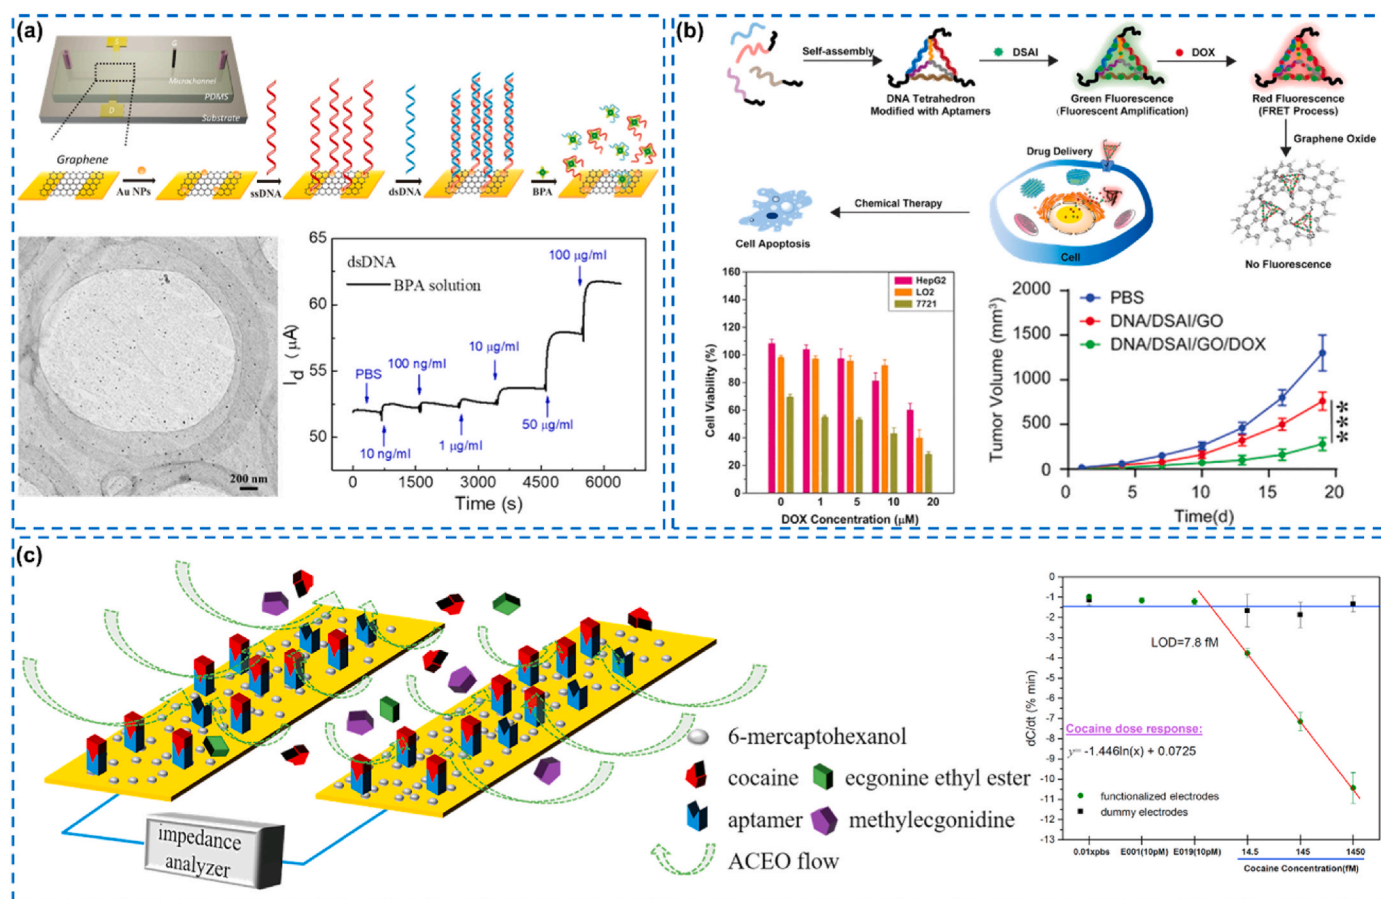 (a)
S
G
Microchannel
PDMS
D
Substrate
Graphene
Au NPs
ssDNA
dsDNA
BPA
200 nm
65
60
55
50
I_d (μA)
dsDNA
BPA solution
100 μg/ml
10 μg/ml
100 ng/ml
PBS
50 μg/ml
1 μg/ml
10 ng/ml
0 1500 3000 4500 6000
Time (s)
(b)
Self-assembly
DSAI
DOX
DNA Tetrahedron
Modified with Aptamers
Green Fluorescence
(Fluorescent Amplification)
Red Fluorescence
(FRET Process)
Graphene Oxide
Drug Delivery
Chemical Therapy
Cell Apoptosis
Cell
No Fluorescence
160
140
120
100
80
60
40
20
0
Cell Viability (%)
HepG2
LO2
7721
0 1 5 10 20
DOX Concentration (μM)
2000
1500
1000
500
0
Tumor Volume (mm³)
PBS
DNA/DSAI/GO
DNA/DSAI/GO/DOX
***
0 5 10 15 20
Time(d)
(c)
impedance
analyzer
6-mercaptohexanol
cocaine
ecgonine ethyl ester
aptamer
methylecgonidine
ACEO flow
0
-1
-2
-3
-4
-5
-6
-7
-8
-9
-10
-11
-12
-13
dC/dt (% min)
LOD=7.8 fM
Cocaine dose response:
y= -1.446ln(x) + 0.0725
functionalized electrodes
dummy electrodes
0.01xpbs E001(10pM) E019(10pM) 14.5 145 1450
Cocaine Concentration(fM)